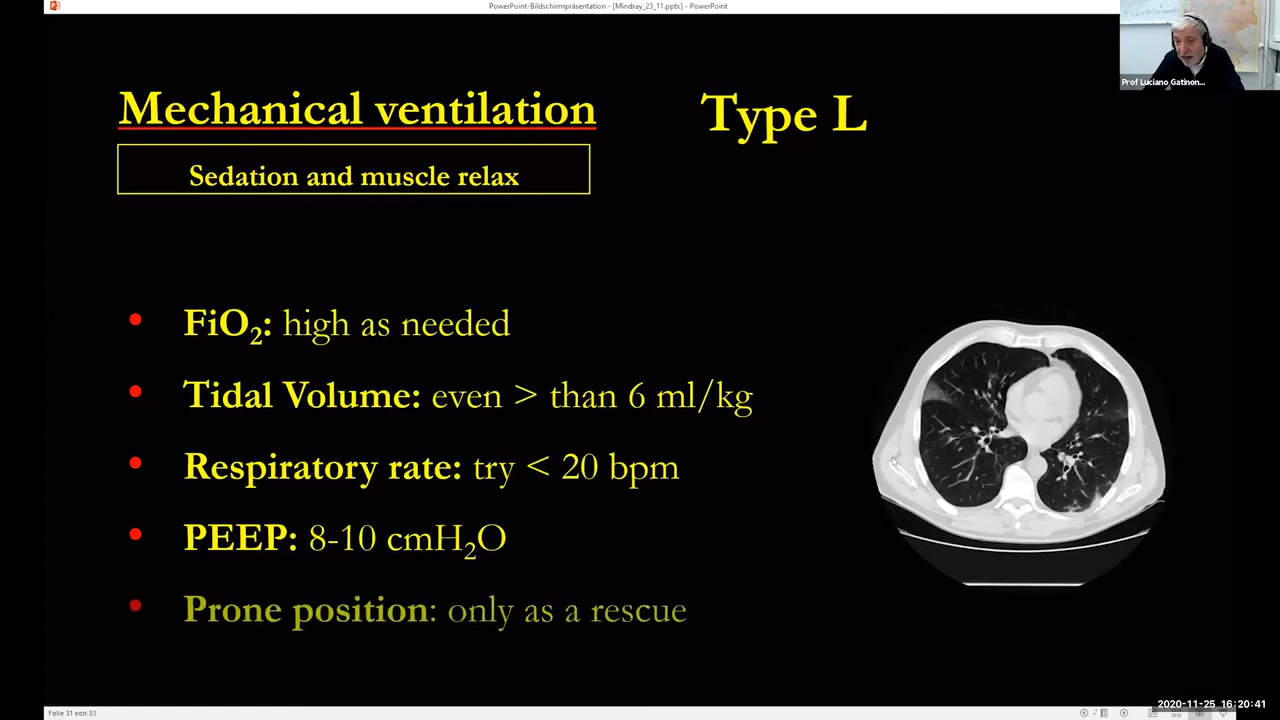 PowerPoint-Bildschirmpräsentation - [Mindray_23_11.pptx] - PowerPoint
Prof Luciano Gatinon...
Mechanical ventilation
Type L
Sedation and muscle relax
• FiO₂: high as needed
• Tidal Volume: even > than 6 ml/kg
• Respiratory rate: try < 20 bpm
• PEEP: 8-10 cmH₂O
• Prone position: only as a rescue
2020-11-25 16:20:41
Folie 31 von 33